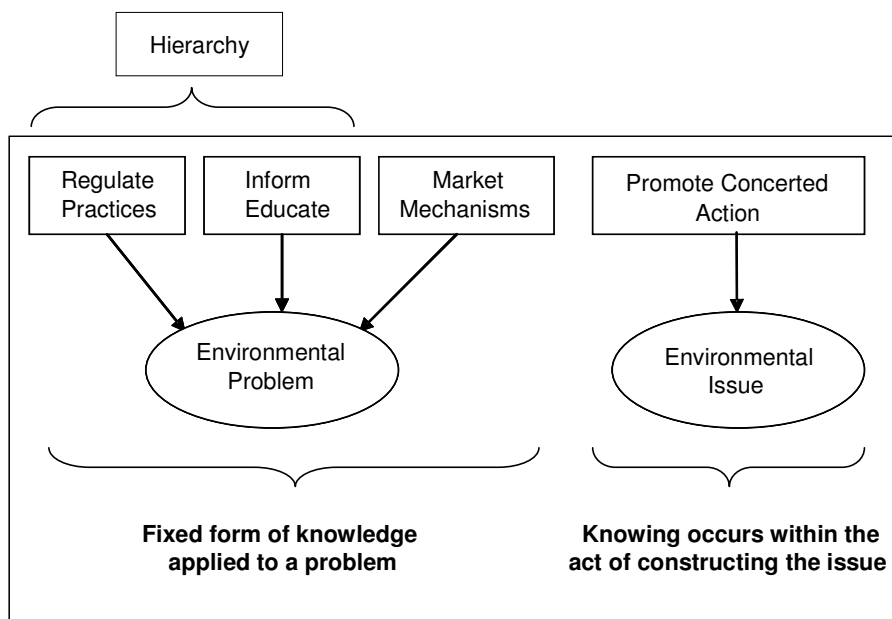 Hierarchy
Regulate
Practices
Inform
Educate
Market
Mechanisms
Promote Concerted
Action
Environmental
Problem
Environmental
Issue
Fixed form of knowledge
applied to a problem
Knowing occurs within the
act of constructing the issue